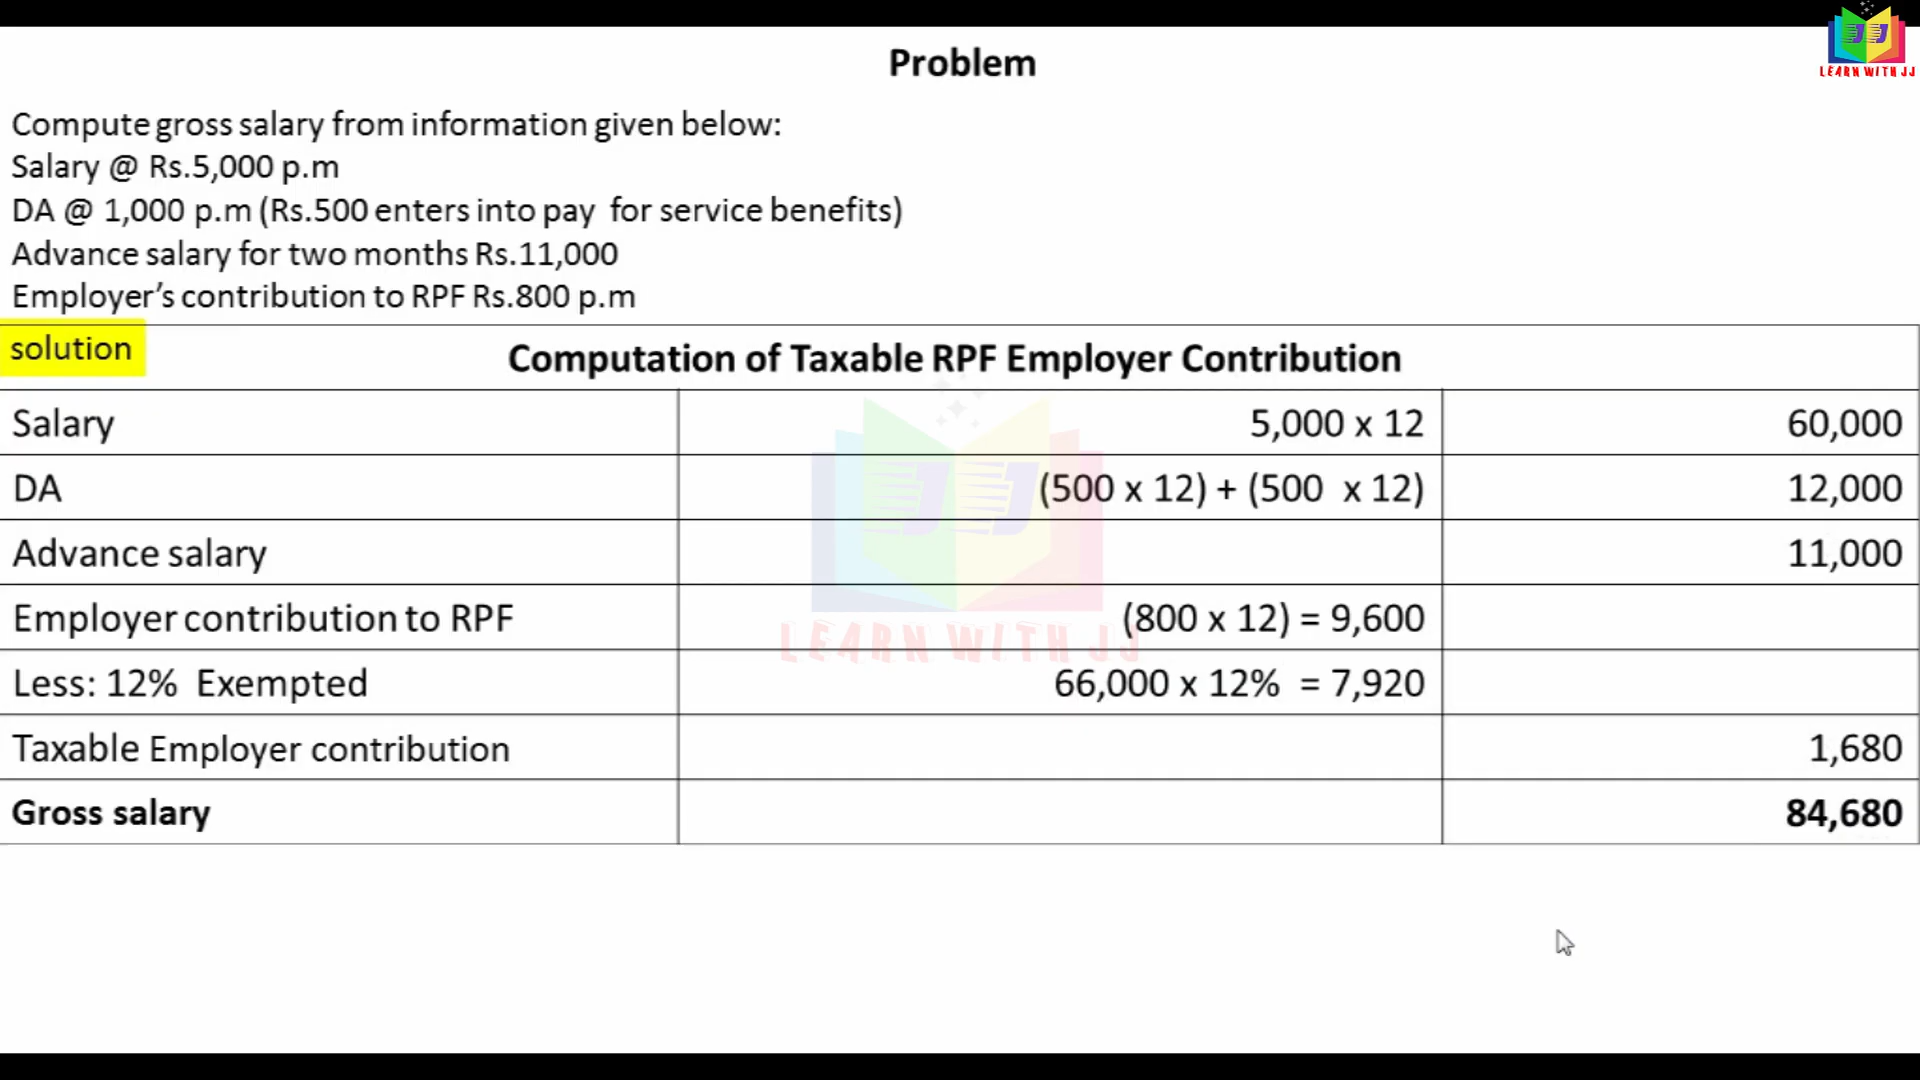 LEARN WITH JJ
Problem
Compute gross salary from information given below:
Salary @ Rs.5,000 p.m
DA @ 1,000 p.m (Rs.500 enters into pay for service benefits)
Advance salary for two months Rs.11,000
Employer’s contribution to RPF Rs.800 p.m
solution
Computation of Taxable RPF Employer Contribution
Salary 5,000 x 12 60,000
DA (500 x 12) + (500 x 12) 12,000
Advance salary 11,000
Employer contribution to RPF (800 x 12) = 9,600
LEARN WITH JJ
Less: 12% Exempted 66,000 x 12% = 7,920
Taxable Employer contribution 1,680
Gross salary 84,680